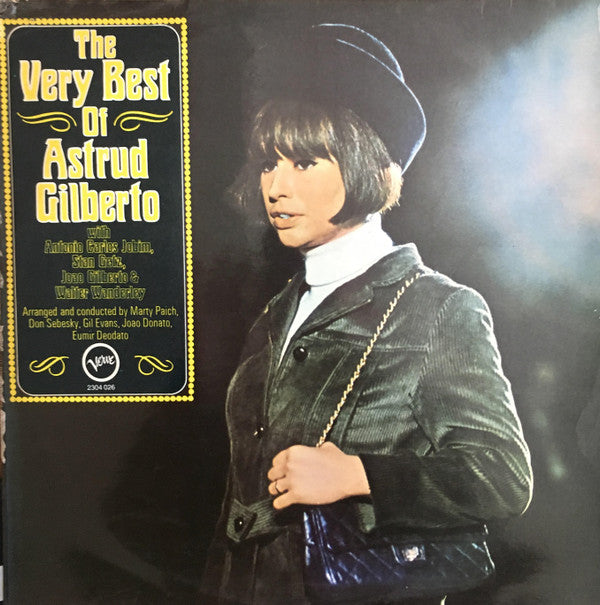 The
Very Best
Of
Astrud
Gilberto
with
Antonio Carlos Jobim,
Stan Getz,
Joao Gilberto &
Walter Wanderley
Arranged and conducted by Marty Paich,
Don Sebesky, Gil Evans, Joao Donato,
Eumir Deodato
Verve
2304 026